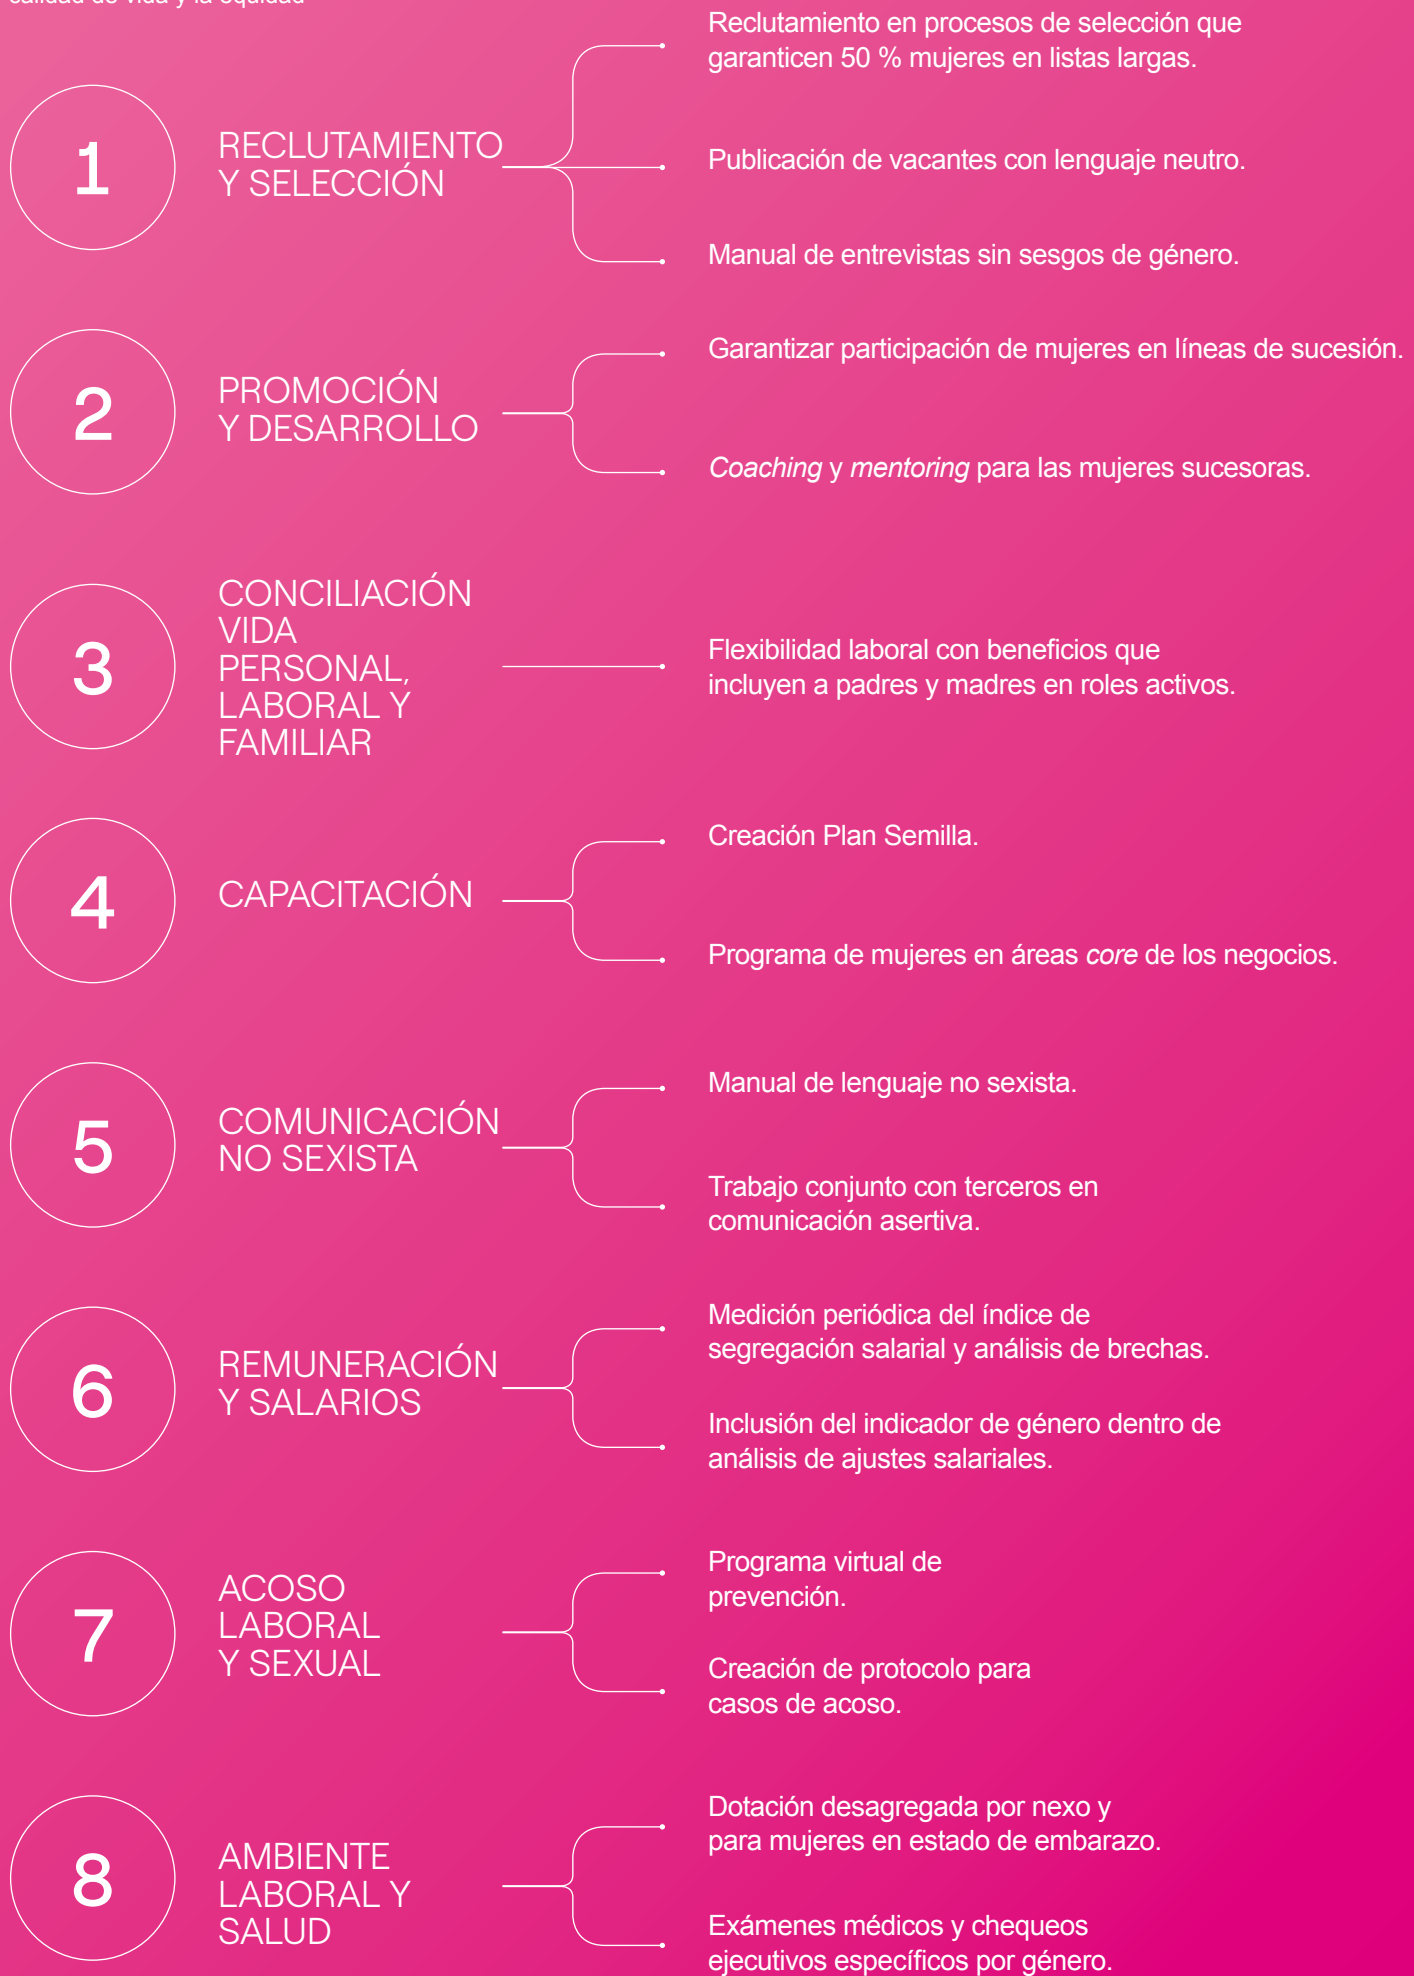 calidad de vida y la equidad
1
RECLUTAMIENTO
Y SELECCIÓN
Reclutamiento en procesos de selección que
garanticen 50 % mujeres en listas largas.
Publicación de vacantes con lenguaje neutro.
Manual de entrevistas sin sesgos de género.
2
PROMOCIÓN
Y DESARROLLO
Garantizar participación de mujeres en líneas de sucesión.
Coaching y mentoring para las mujeres sucesoras.
3
CONCILIACIÓN
VIDA
PERSONAL,
LABORAL Y
FAMILIAR
Flexibilidad laboral con beneficios que
incluyen a padres y madres en roles activos.
4
CAPACITACIÓN
Creación Plan Semilla.
Programa de mujeres en áreas core de los negocios.
5
COMUNICACIÓN
NO SEXISTA
Manual de lenguaje no sexista.
Trabajo conjunto con terceros en
comunicación asertiva.
6
REMUNERACIÓN
Y SALARIOS
Medición periódica del índice de
segregación salarial y análisis de brechas.
Inclusión del indicador de género dentro de
análisis de ajustes salariales.
7
ACOSO
LABORAL
Y SEXUAL
Programa virtual de
prevención.
Creación de protocolo para
casos de acoso.
8
AMBIENTE
LABORAL Y
SALUD
Dotación desagregada por nexo y
para mujeres en estado de embarazo.
Exámenes médicos y chequeos
ejecutivos específicos por género.